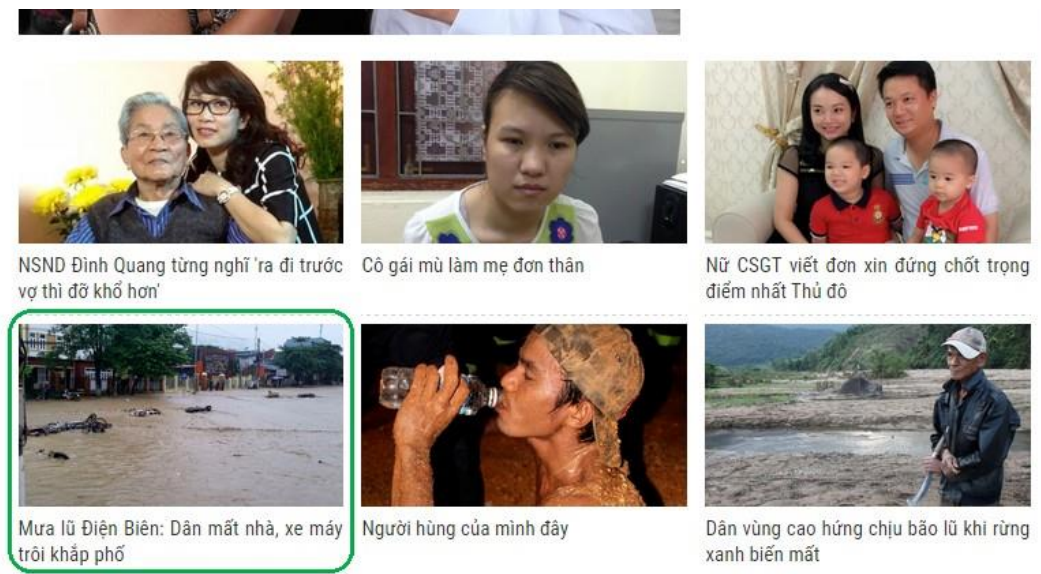 NSND Đình Quang từng nghĩ 'ra đi trước
vợ thì đỡ khổ hơn'
Cô gái mù làm mẹ đơn thân
Nữ CSGT viết đơn xin đứng chốt trọng
điểm nhất Thủ đô
Mưa lũ Điện Biên: Dân mất nhà, xe máy
trôi khắp phố
Người hùng của mình đây
Dân vùng cao hứng chịu bão lũ khi rừng
xanh biến mất